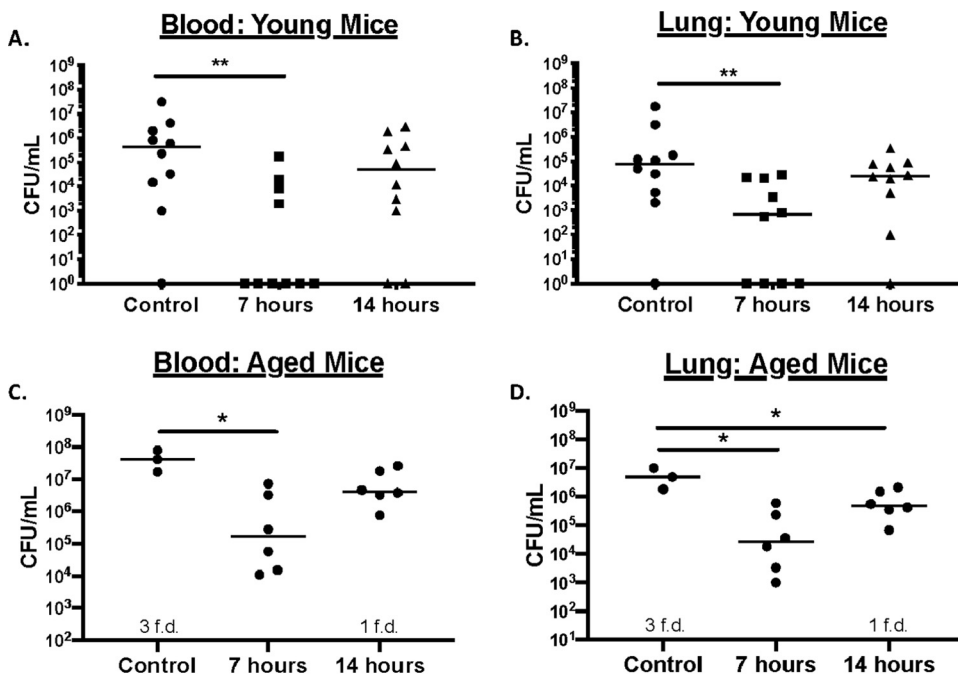 A.
Blood: Young Mice
**
10⁹
10⁸
10⁷
10⁶
10⁵
10⁴
10³
10²
10¹
10⁰
CFU/mL
Control 7 hours 14 hours
B.
Lung: Young Mice
**
10⁹
10⁸
10⁷
10⁶
10⁵
10⁴
10³
10²
10¹
10⁰
CFU/mL
Control 7 hours 14 hours
C.
Blood: Aged Mice
*
10⁹
10⁸
10⁷
10⁶
10⁵
10⁴
10³
10²
CFU/mL
3 f.d. 1 f.d.
Control 7 hours 14 hours
D.
Lung: Aged Mice
*
*
10⁹
10⁸
10⁷
10⁶
10⁵
10⁴
10³
10²
10¹
CFU/mL
3 f.d. 1 f.d.
Control 7 hours 14 hours